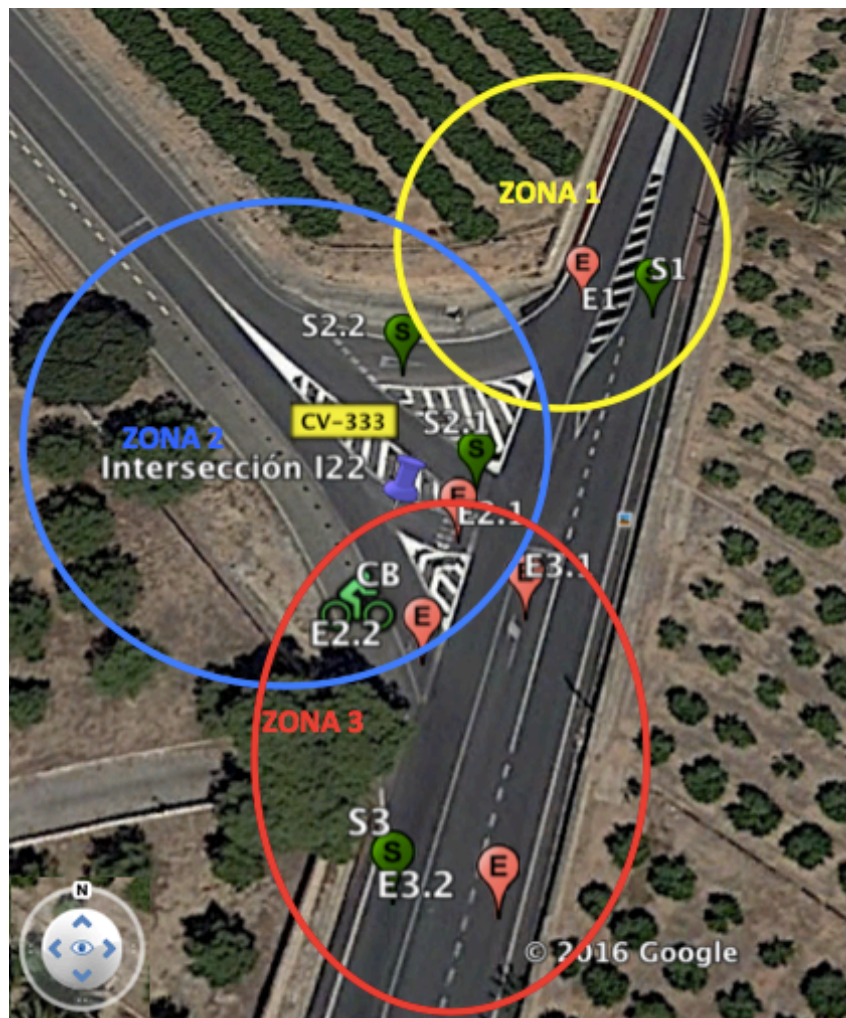 ZONA 1
E
S1
E1
S
S2.2
CV-333
S2.1
S
ZONA 2
Intersección I22
E
E2.1
E3.1
CB
E
E2.2
ZONA 3
S3
S
E
E3.2
N
© 2016 Google